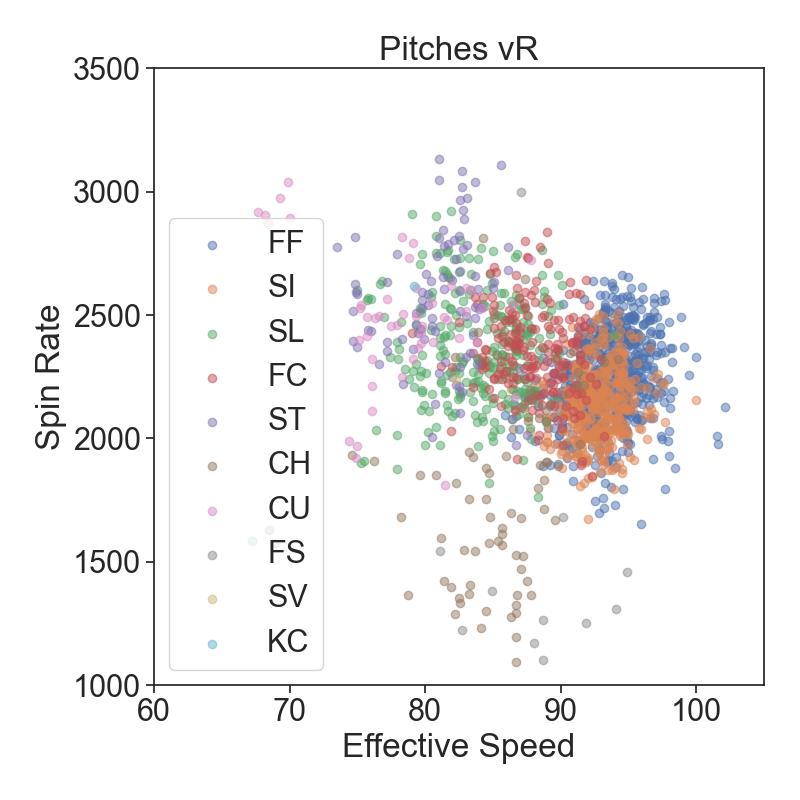 Pitches vR
3500
3000
2500
2000
1500
1000
Spin Rate
FF
SI
SL
FC
ST
CH
CU
FS
SV
KC
60 70 80 90 100
Effective Speed